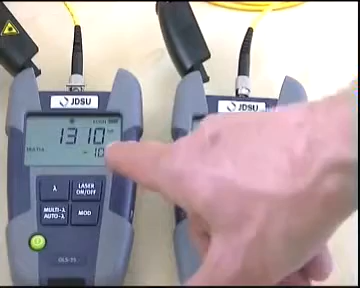 JDSU
JDSU
1310
-10
λ
LASER
ON/OFF
MULTI-λ
AUTO-λ
MOD